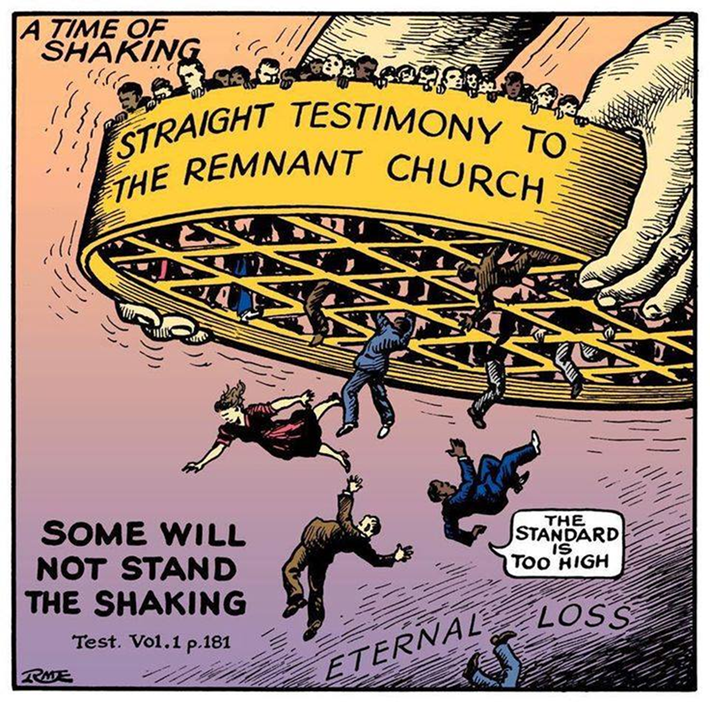 A TIME OF
SHAKING
STRAIGHT TESTIMONY TO
THE REMNANT CHURCH
SOME WILL
NOT STAND
THE SHAKING
Test. Vol.1 p.181
THE
STANDARD
IS
TOO HIGH
ETERNAL LOSS